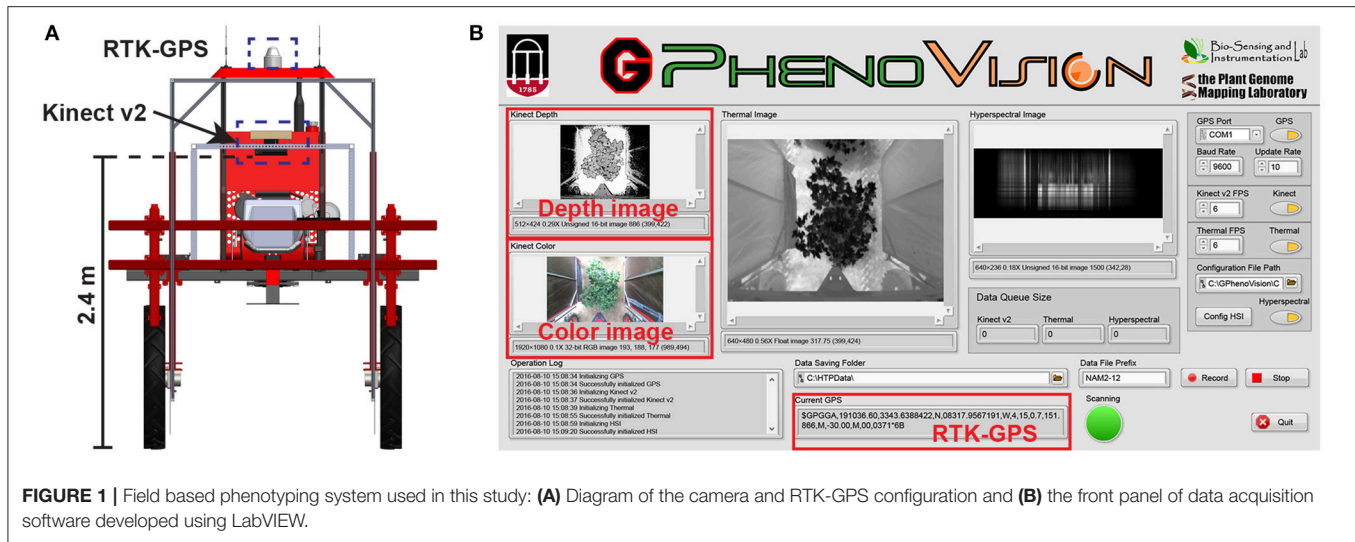 A
RTK-GPS
Kinect v2
2.4 m
B
1785
G PHENOVISION
Bio-Sensing and
Instrumentation Lab
the Plant Genome
Mapping Laboratory
Kinect Depth
Depth image
512×424 0.29X Unsigned 16-bit image 886 (399,422)
Kinect Color
Color image
1920×1080 0.1X 32-bit RGB image 193, 188, 177 (989,494)
Thermal Image
640×480 0.56X Float image 317.75 (399,424)
Hyperspectral Image
640×236 0.18X Unsigned 16-bit image 1500 (342,28)
Data Queue Size
Kinect v2 Thermal Hyperspectral
0 0 0
GPS Port GPS
COM1
Baud Rate Update Rate
9600 10
Kinect v2 FPS Kinect
6
Thermal FPS Thermal
6
Configuration File Path
C:\GPhenoVision\C
Hyperspectral
Config HSI
Operation Log
2016-08-10 15:08:34 Initializing GPS
2016-08-10 15:08:34 Successfully initialized GPS
2016-08-10 15:08:36 Initializing Kinect v2
2016-08-10 15:08:37 Successfully initialized Kinect v2
2016-08-10 15:08:39 Initializing Thermal
2016-08-10 15:08:55 Successfully initialized Thermal
2016-08-10 15:08:59 Initializing HSI
2016-08-10 15:09:20 Successfully initialized HSI
Data Saving Folder
C:\HTPData\
Data File Prefix
NAM2-12
Record
Stop
Current GPS
$GPGGA,191036.60,3343.6388422,N,08317.9567191,W,4,15,0.7,151.
866,M,-30.00,M,00,0371*6B
RTK-GPS
Scanning
Quit
FIGURE 1 | Field based phenotyping system used in this study: (A) Diagram of the camera and RTK-GPS configuration and (B) the front panel of data acquisition
software developed using LabVIEW.